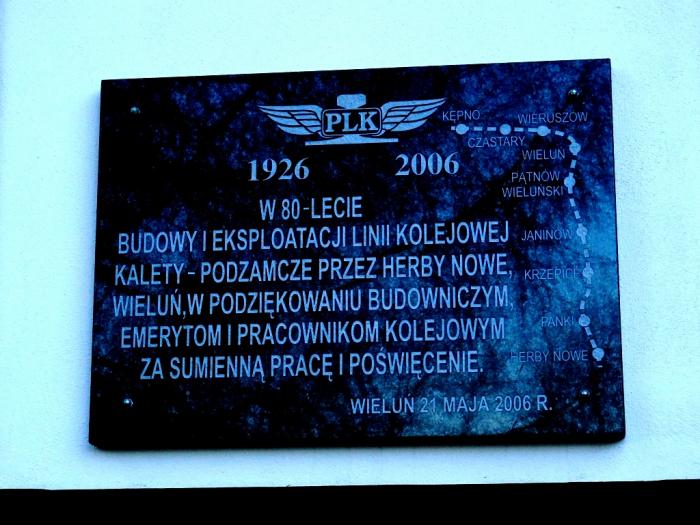 PLK
1926 2006
W 80-LECIE
BUDOWY I EKSPLOATACJI LINII KOLEJOWEJ
KALETY - PODZAMCZE PRZEZ HERBY NOWE,
WIELUŃ,W PODZIĘKOWANIU BUDOWNICZYM,
EMERYTOM I PRACOWNIKOM KOLEJOWYM
ZA SUMIENNĄ PRACĘ I POŚWIĘCENIE.
WIELUŃ 21 MAJA 2006 R.
KĘPNO
WIERUSZÓW
CZASTARY
WIELUŃ
PATNÓW
WIELUŃSKI
JANINÓW
KRZEPICE
PANKI
HERBY NOWE